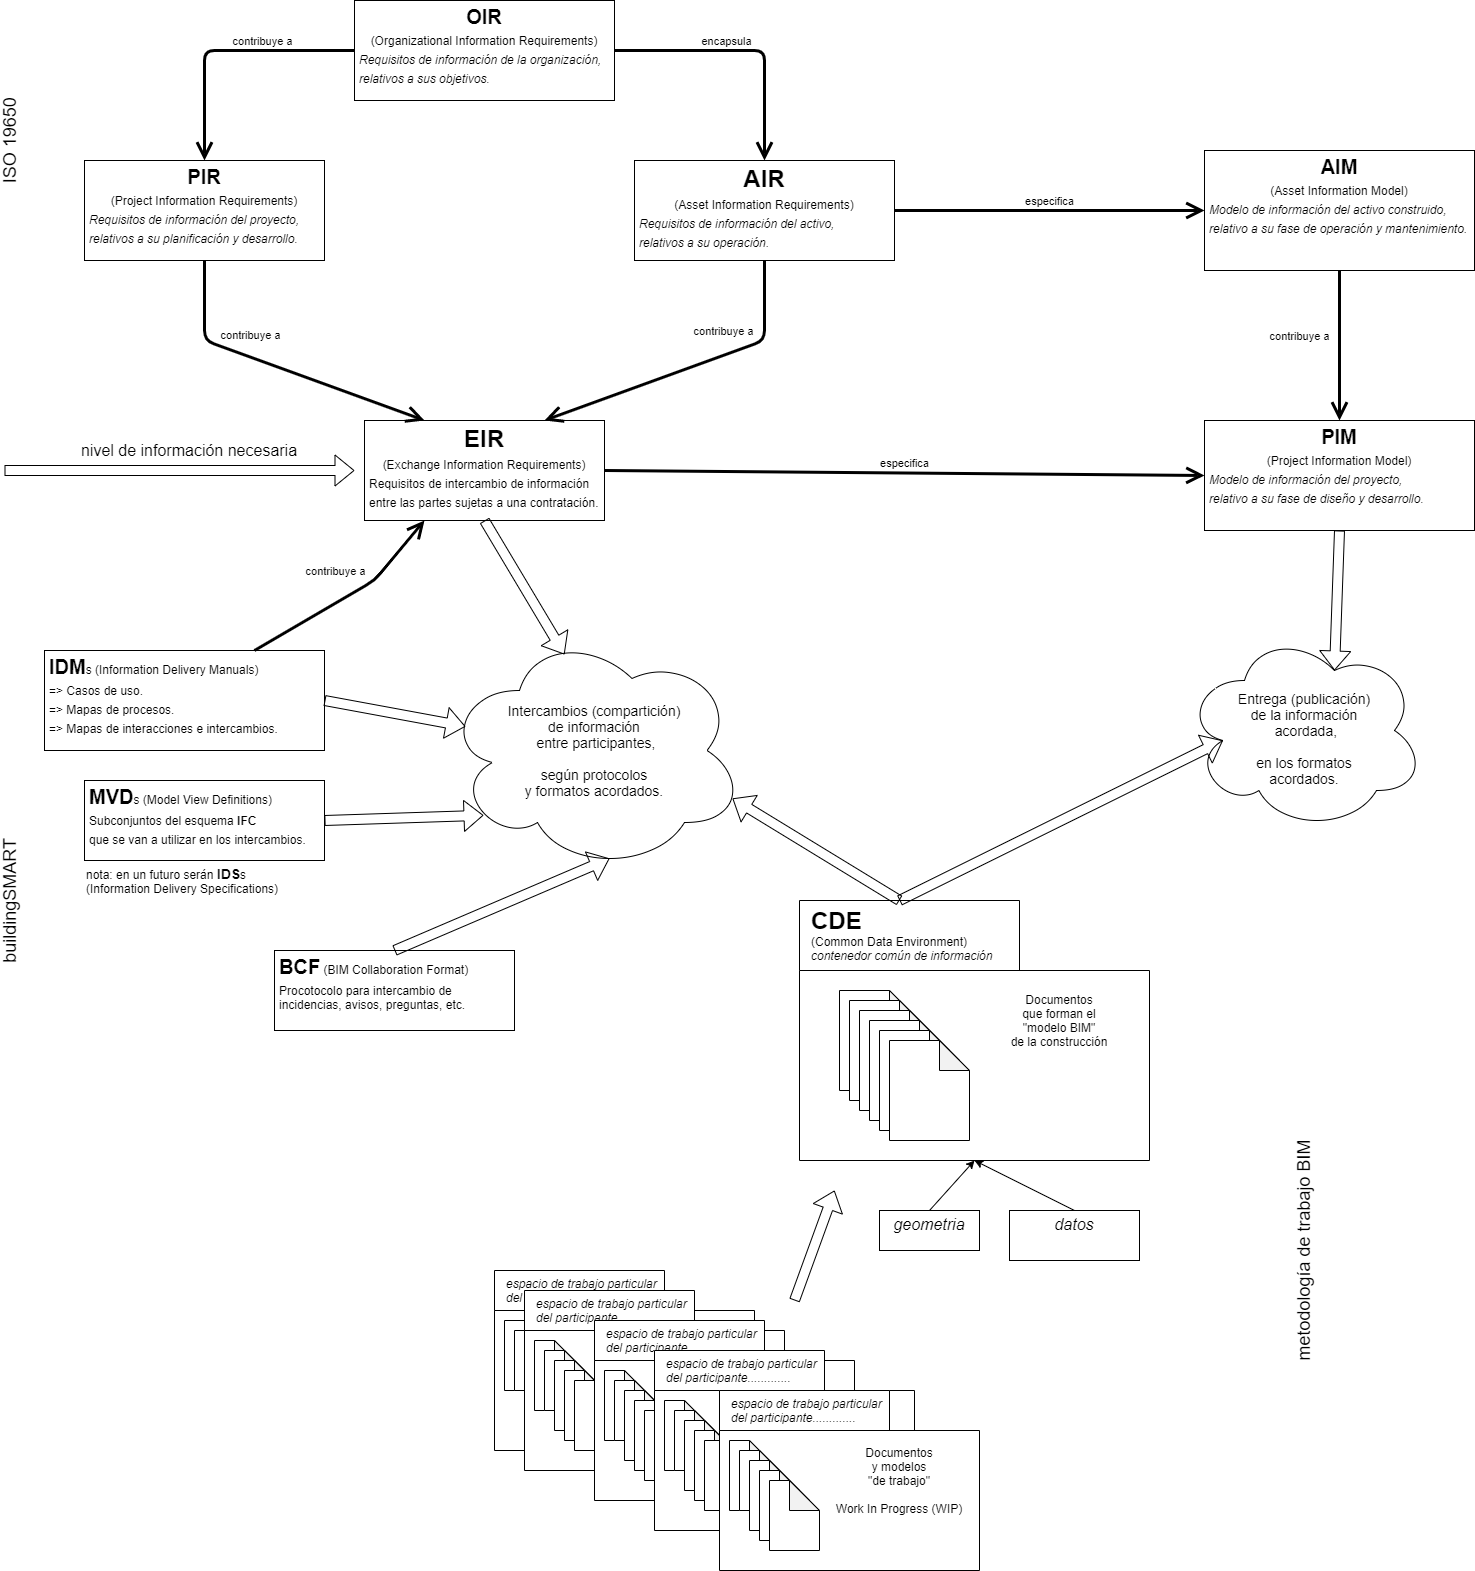 OIR
(Organizational Information Requirements)
Requisitos de información de la organización,
relativos a sus objetivos.
contribuye a
encapsula
ISO 19650
PIR
(Project Information Requirements)
Requisitos de información del proyecto,
relativos a su planificación y desarrollo.
AIR
(Asset Information Requirements)
Requisitos de información del activo,
relativos a su operación.
especifica
AIM
(Asset Information Model)
Modelo de información del activo construido,
relativo a su fase de operación y mantenimiento.
contribuye a
contribuye a
contribuye a
nivel de información necesaria
EIR
(Exchange Information Requirements)
Requisitos de intercambio de información
entre las partes sujetas a una contratación.
especifica
PIM
(Project Information Model)
Modelo de información del proyecto,
relativo a su fase de diseño y desarrollo.
contribuye a
IDMs (Information Delivery Manuals)
=> Casos de uso.
=> Mapas de procesos.
=> Mapas de interacciones e intercambios.
Intercambios (compartición)
de información
entre participantes,
según protocolos
y formatos acordados.
Entrega (publicación)
de la información
acordada,
en los formatos
acordados.
MVDs (Model View Definitions)
Subconjuntos del esquema IFC
que se van a utilizar en los intercambios.
nota: en un futuro serán IDSs
(Information Delivery Specifications)
buildingSMART
BCF (BIM Collaboration Format)
Procotocolo para intercambio de
incidencias, avisos, preguntas, etc.
CDE
(Common Data Environment)
contenedor común de información
Documentos
que forman el
"modelo BIM"
de la construcción
geometria
datos
metodología de trabajo BIM
espacio de trabajo particular
del
espacio de trabajo particular
del participante
espacio de trabajo particular
del participante
espacio de trabajo particular
del participante.............
espacio de trabajo particular
del participante.............
Documentos
y modelos
"de trabajo"
Work In Progress (WIP)